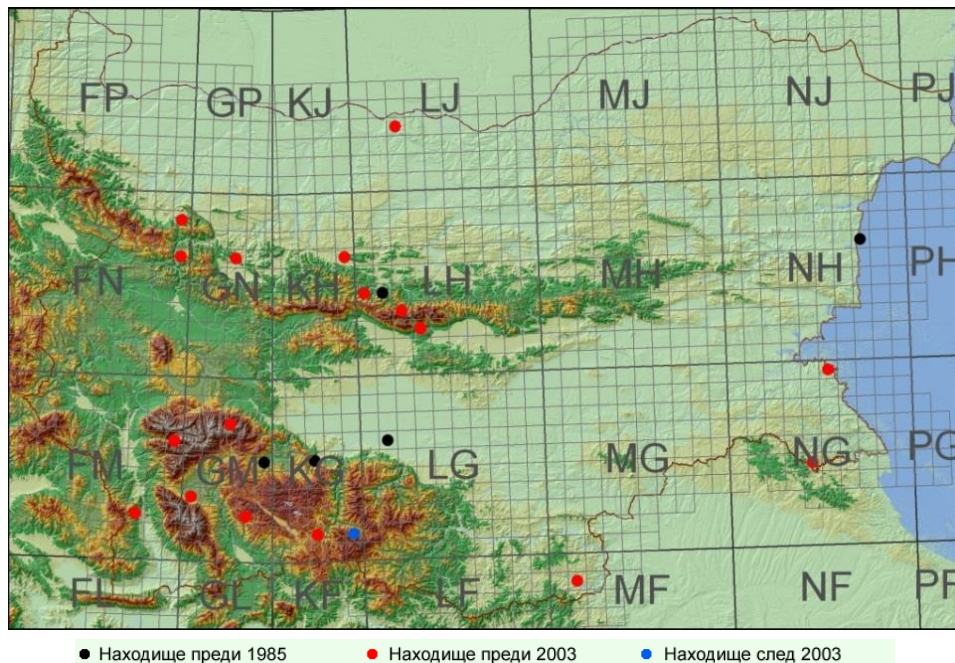 FP GP KJ LJ MJ NJ PJ
FN GN KH LH MH NH PH
FM GM KG LG MG NG PG
FL GL KF LF MF NF PF
Находище преди 1985 Находище преди 2003 Находище след 2003